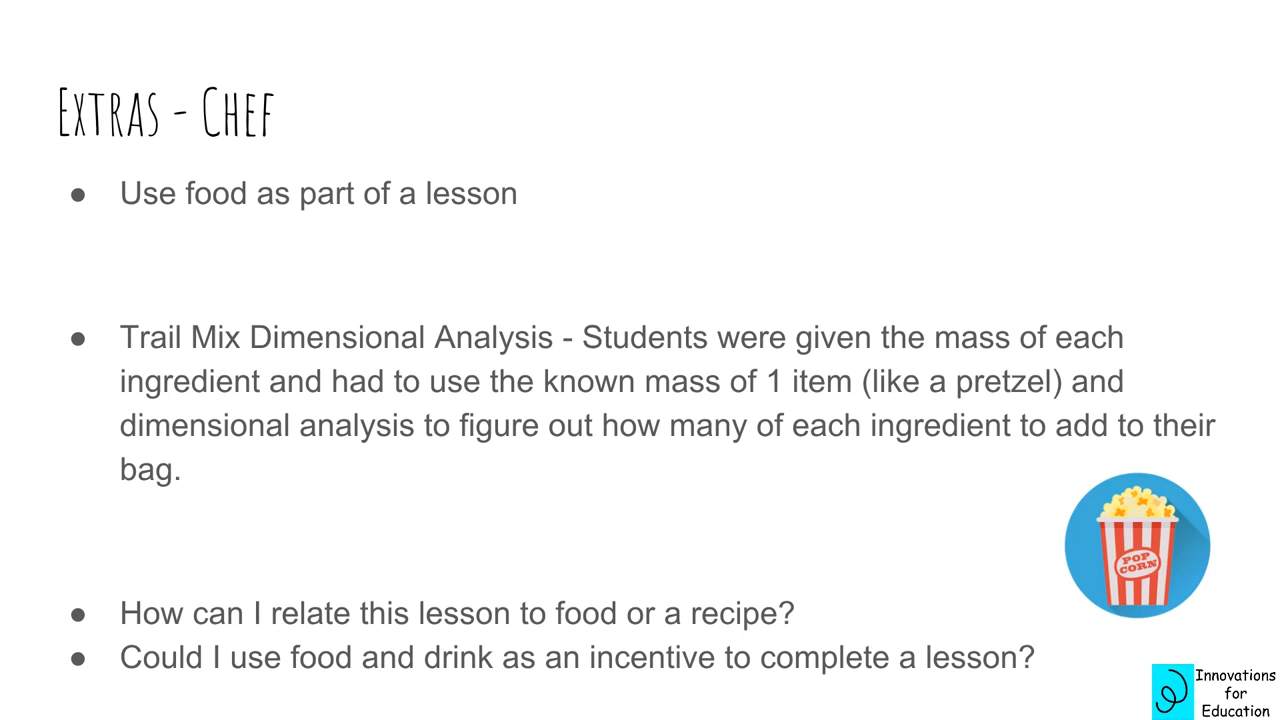 Extras - Chef
● Use food as part of a lesson
● Trail Mix Dimensional Analysis - Students were given the mass of each
ingredient and had to use the known mass of 1 item (like a pretzel) and
dimensional analysis to figure out how many of each ingredient to add to their
bag.
POP
CORN
● How can I relate this lesson to food or a recipe?
● Could I use food and drink as an incentive to complete a lesson?
Innovations
for
Education